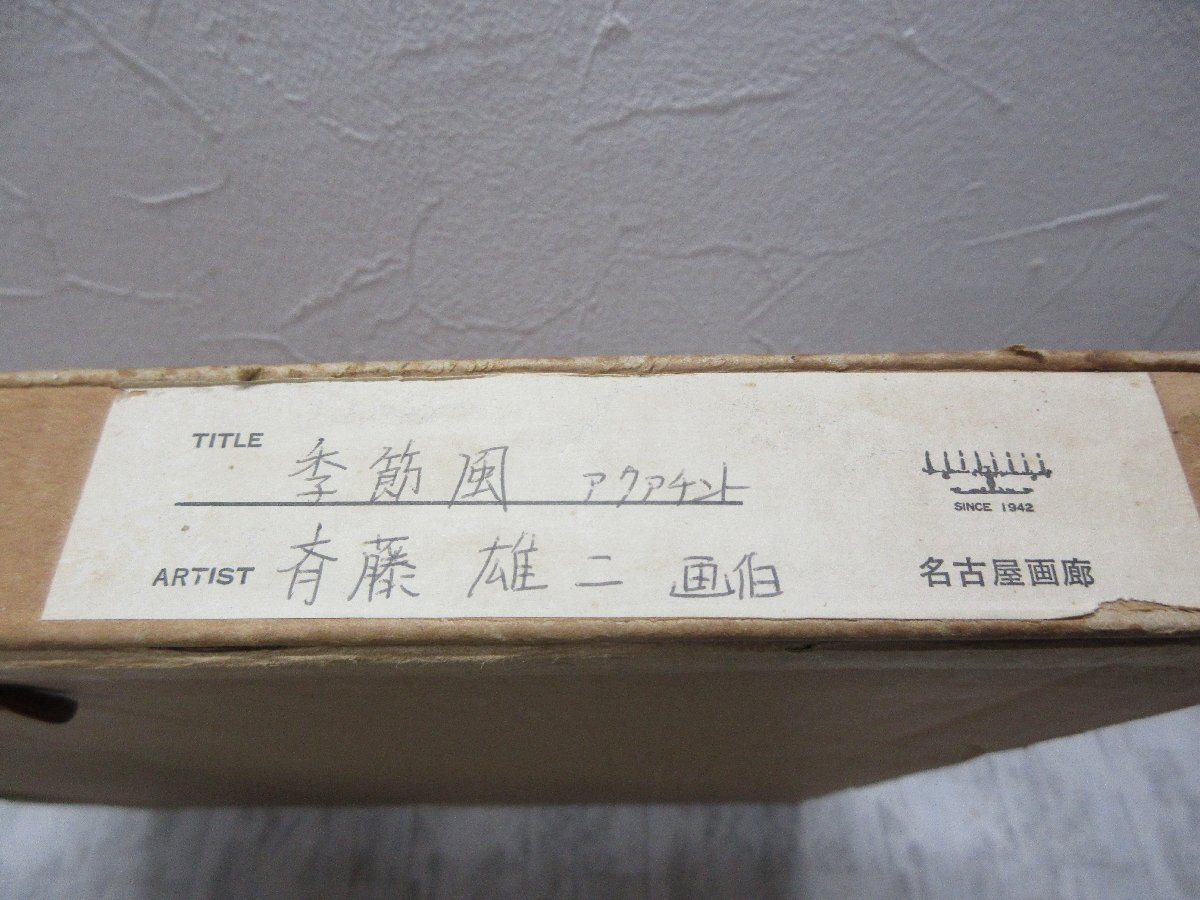 TITLE 季節風 アクアチント
ARTIST 斉藤 雄二 画伯
SINCE 1942
名古屋画廊